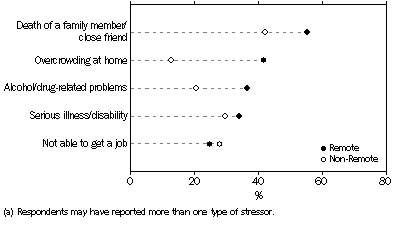 Death of a family member/
close friend
Overcrowding at home
Alcohol/drug-related problems
Serious illness/disability
Not able to get a job
Remote
Non-Remote
0 20 40 60 80
%
(a) Respondents may have reported more than one type of stressor.